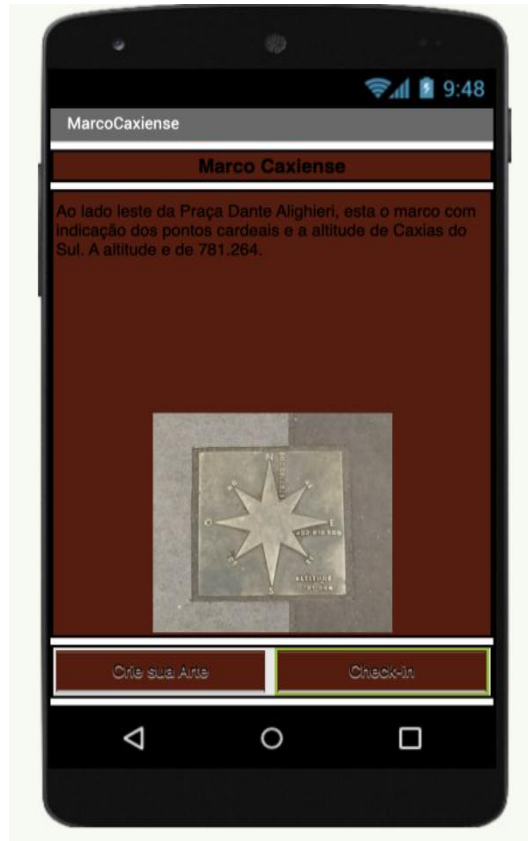 9:48
MarcoCaxiense
Marco Caxiense
Ao lado leste da Praça Dante Alighieri, esta o marco com
indicação dos pontos cardeais e a altitude de Caxias do
Sul. A altitude e de 781.264.
N
O
E
ALTITUDE
S
Crie sua Arte
Check-in